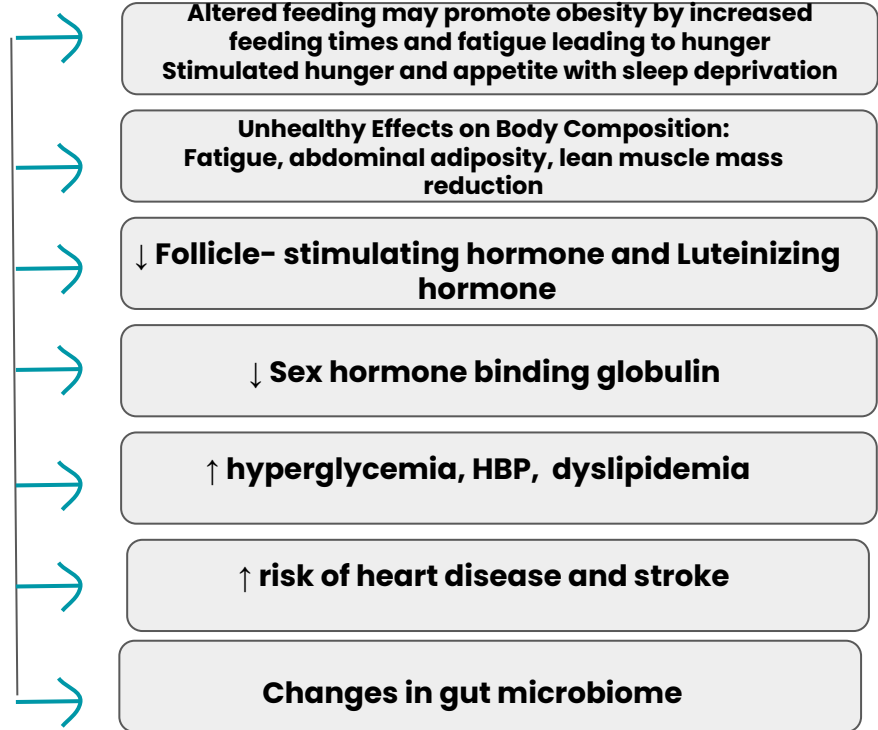 Altered feeding may promote obesity by increased
feeding times and fatigue leading to hunger
Stimulated hunger and appetite with sleep deprivation
Unhealthy Effects on Body Composition:
Fatigue, abdominal adiposity, lean muscle mass
reduction
↓ Follicle- stimulating hormone and Luteinizing
hormone
↓ Sex hormone binding globulin
↑ hyperglycemia, HBP, dyslipidemia
↑ risk of heart disease and stroke
Changes in gut microbiome